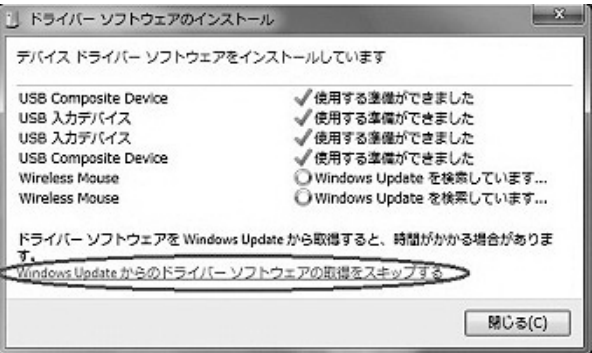 ドライバー ソフトウェアのインストール
デバイス ドライバー ソフトウェアをインストールしています
USB Composite Device ✓使用する準備ができました
USB 入力デバイス ✓使用する準備ができました
USB 入力デバイス ✓使用する準備ができました
USB Composite Device ✓使用する準備ができました
Wireless Mouse Windows Update を検索しています...
Wireless Mouse Windows Update を検索しています...
ドライバー ソフトウェアを Windows Update から取得すると、時間がかかる場合がありま
す。
Windows Update からのドライバー ソフトウェアの取得をスキップする
閉じる(C)